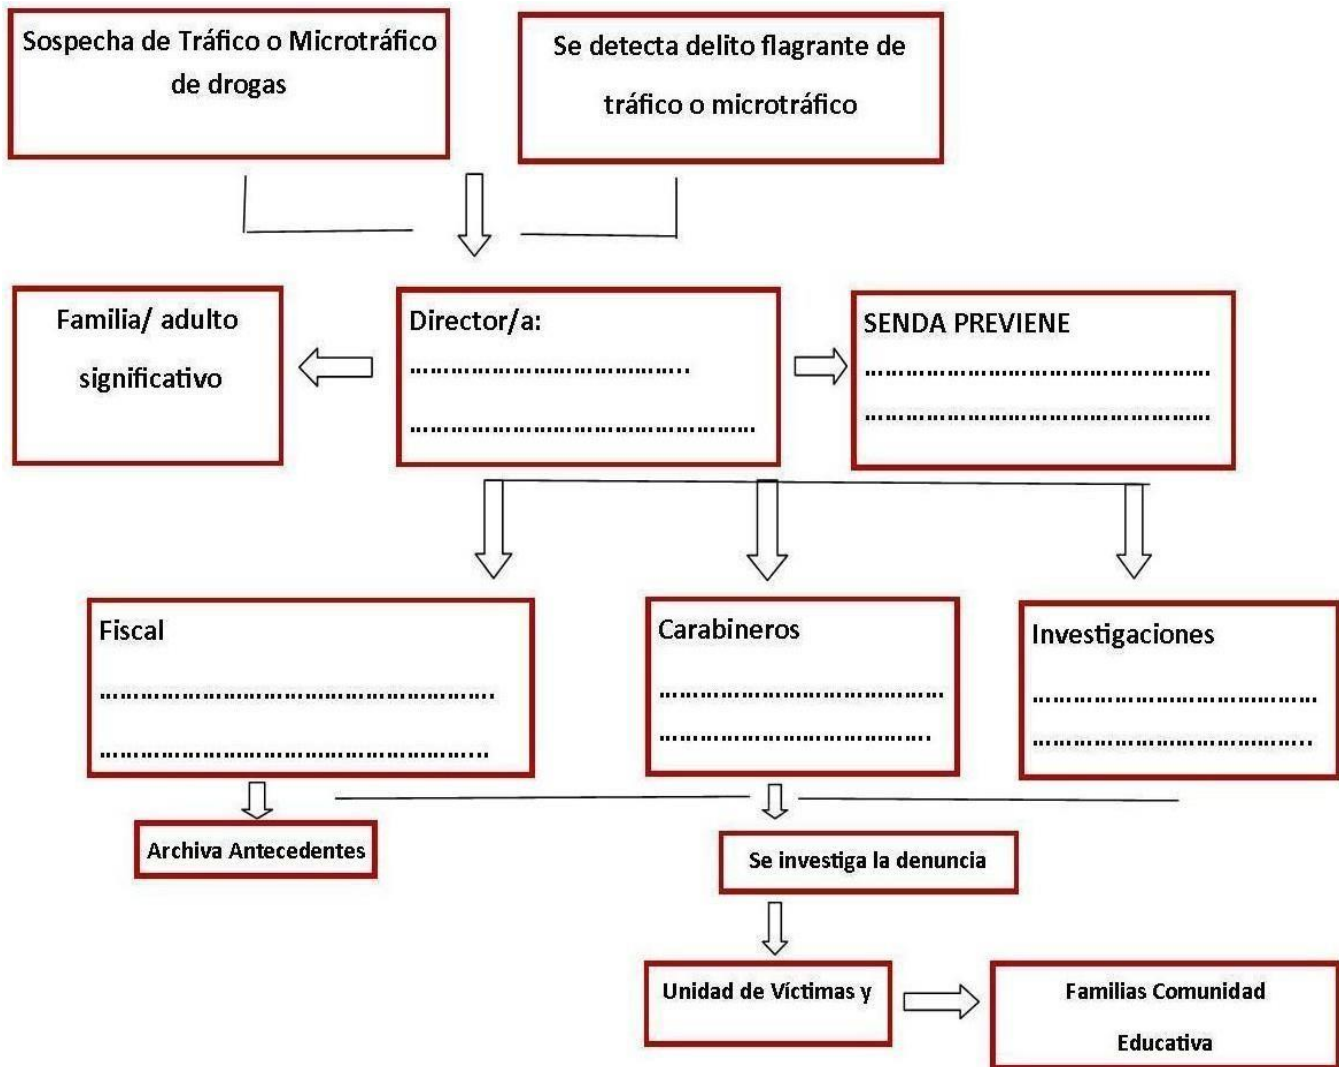 Sospecha de Tráfico o Microtráfico
de drogas
Se detecta delito flagrante de
tráfico o microtráfico
Familia/ adulto
significativo
Director/a:
........................................
...................................................
SENDA PREVIENE
...................................................
...................................................
Fiscal
..........................................................
.........................................................
Carabineros
..........................................
........................................
Investigaciones
..........................................
.........................................
Archiva Antecedentes
Se investiga la denuncia
Unidad de Víctimas y
Familias Comunidad
Educativa